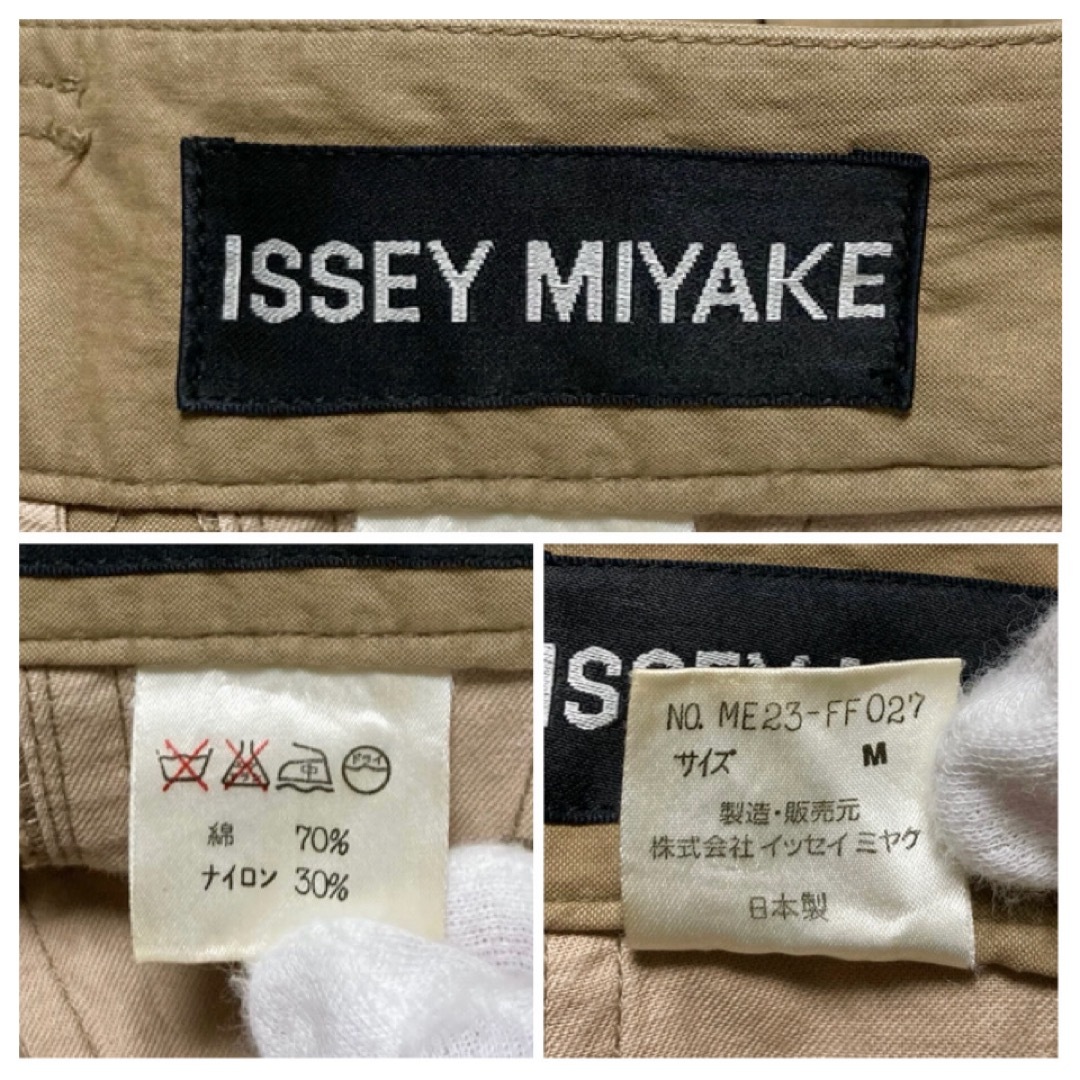 ISSEY MIYAKE
中 ドライ
綿 70%
ナイロン 30%
ISSEY
NO. ME23-FF027
サイズ M
製造・販売元
株式会社 イッセイ ミヤケ
日本製